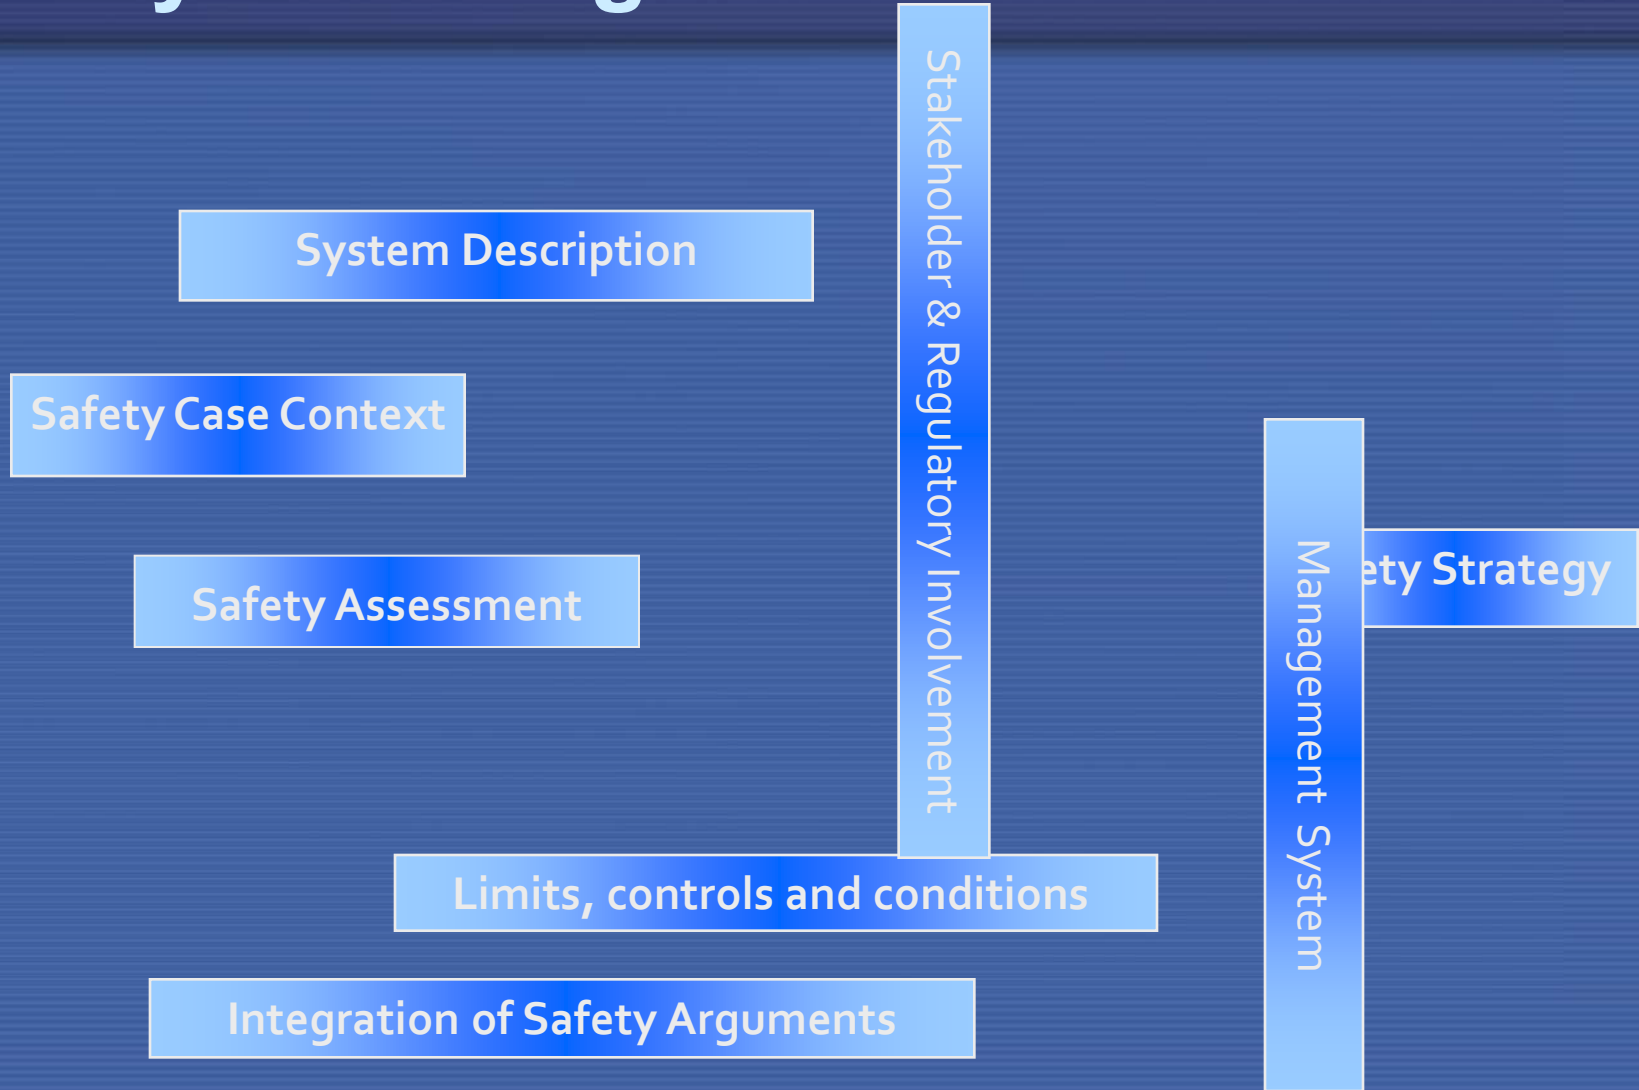 System Description
Stakeholder & Regulatory Involvement
Safety Case Context
ety Strategy
Management System
Safety Assessment
Limits, controls and conditions
Integration of Safety Arguments